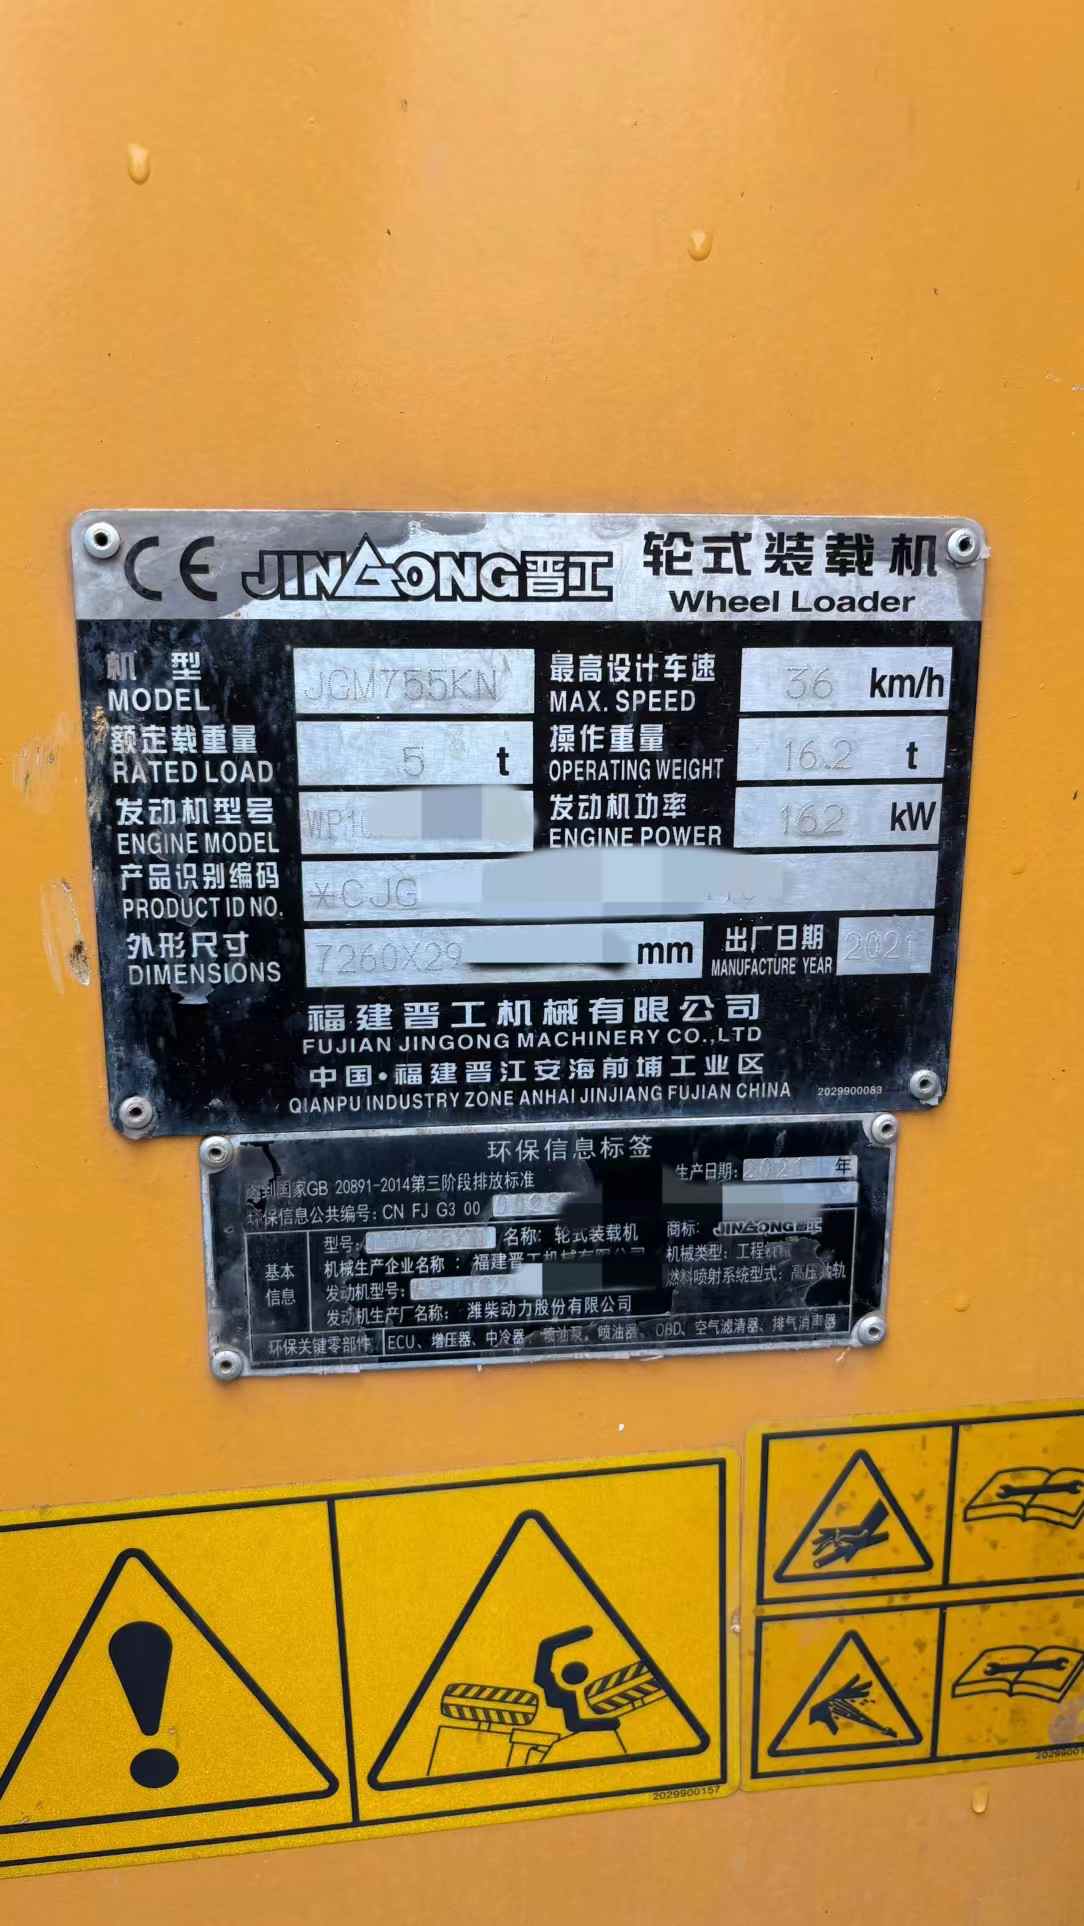 CE JINGONG晋工 轮式装载机
Wheel Loader
机型 JGM755KN 最高设计车速 36 km/h
MODEL MAX. SPEED
额定载重量 5 t 操作重量 16.2 t
RATED LOAD OPERATING WEIGHT
发动机型号 发动机功率 162 kW
ENGINE MODEL ENGINE POWER
产品识别编码 *CJG
PRODUCT ID NO.
外形尺寸 7260X29 mm 出厂日期 2021
DIMENSIONS MANUFACTURE YEAR
福建晋工机械有限公司
FUJIAN JINGONG MACHINERY CO.,LTD
中国·福建晋江安海前埔工业区
QIANPU INDUSTRY ZONE ANHAI JINJIANG FUJIAN CHINA 2029900083
环保信息标签
国家GB 20891-2014第三阶段排放标准 生产日期: 2021 年
环保信息公共编号: CN FJ G3 00
型号: 名称: 轮式装载机 商标: JINGONG晋工
基本信息 机械生产企业名称: 福建晋工机械有限公司 机械类型: 工程机械
发动机型号: 燃料喷射系统型式: 高压共轨
发动机生产厂名称: 潍柴动力股份有限公司
环保关键零部件 ECU、增压器、中冷器、喷油泵、喷油器、OBD、空气滤清器、排气消声器
2029900157